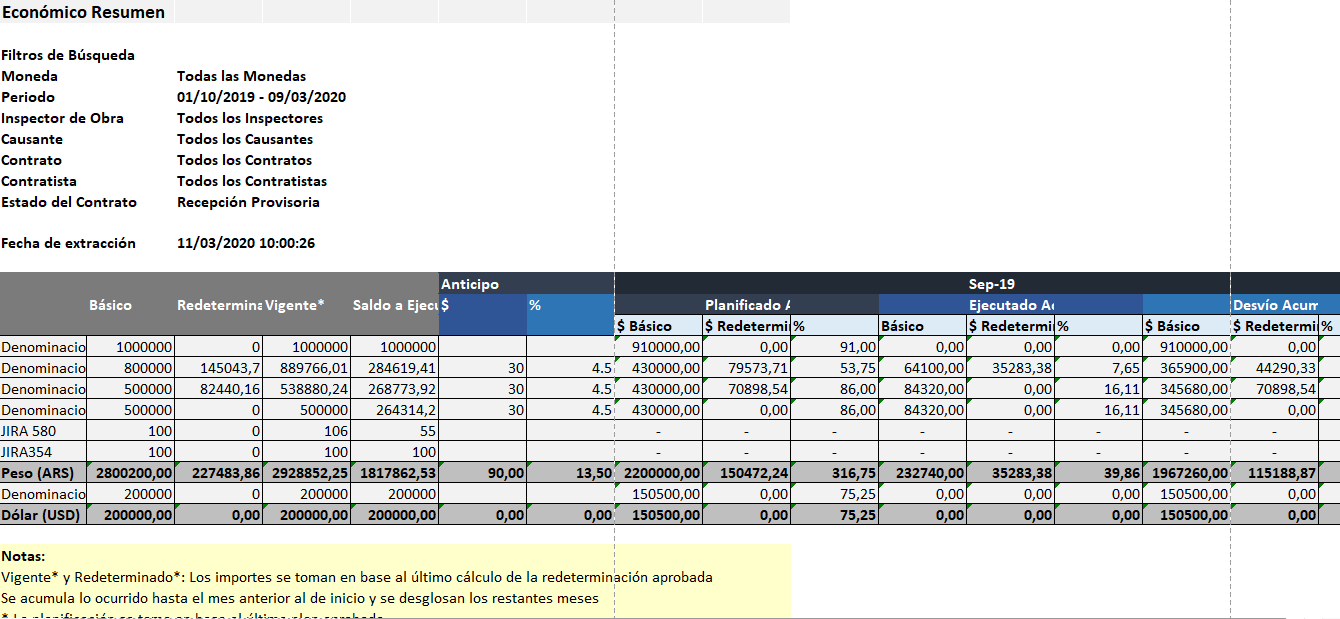 Económico Resumen
Filtros de Búsqueda
Moneda Todas las Monedas
Periodo 01/10/2019 - 09/03/2020
Inspector de Obra Todos los Inspectores
Causante Todos los Causantes
Contrato Todos los Contratos
Contratista Todos los Contratistas
Estado del Contrato Recepción Provisoria
Fecha de extracción 11/03/2020 10:00:26
Anticipo Sep-19
Básico Redetermina Vigente* Saldo a Ejecu $ % Planificado A Ejecutado Ac Desvío Acum
$ Básico $ Redetermi % Básico $ Redetermi % $ Básico $ Redetermi %
Denominacio 1000000 0 1000000 1000000 910000,00 0,00 91,00 0,00 0,00 0,00 910000,00 0,00
Denominacio 800000 145043,7 889766,01 284619,41 30 4.5 430000,00 79573,71 53,75 64100,00 35283,38 7,65 365900,00 44290,33
Denominacio 500000 82440,16 538880,24 268773,92 30 4.5 430000,00 70898,54 86,00 84320,00 0,00 16,11 345680,00 70898,54
Denominacio 500000 0 500000 264314,2 30 4.5 430000,00 0,00 86,00 84320,00 0,00 16,11 345680,00 0,00
JIRA 580 100 0 106 55 - - - - - - - -
JIRA354 100 0 100 100 - - - - - - - -
Peso (ARS) 2800200,00 227483,86 2928852,25 1817862,53 90,00 13,50 2200000,00 150472,24 316,75 232740,00 35283,38 39,86 1967260,00 115188,87
Denominacio 200000 0 200000 200000 150500,00 0,00 75,25 0,00 0,00 0,00 150500,00 0,00
Dólar (USD) 200000,00 0,00 200000,00 200000,00 0,00 0,00 150500,00 0,00 75,25 0,00 0,00 0,00 150500,00 0,00
Notas:
Vigente* y Redeterminado*: Los importes se toman en base al último cálculo de la redeterminación aprobada
Se acumula lo ocurrido hasta el mes anterior al de inicio y se desglosan los restantes meses
* La planificación se toma en base al último plan aprobado